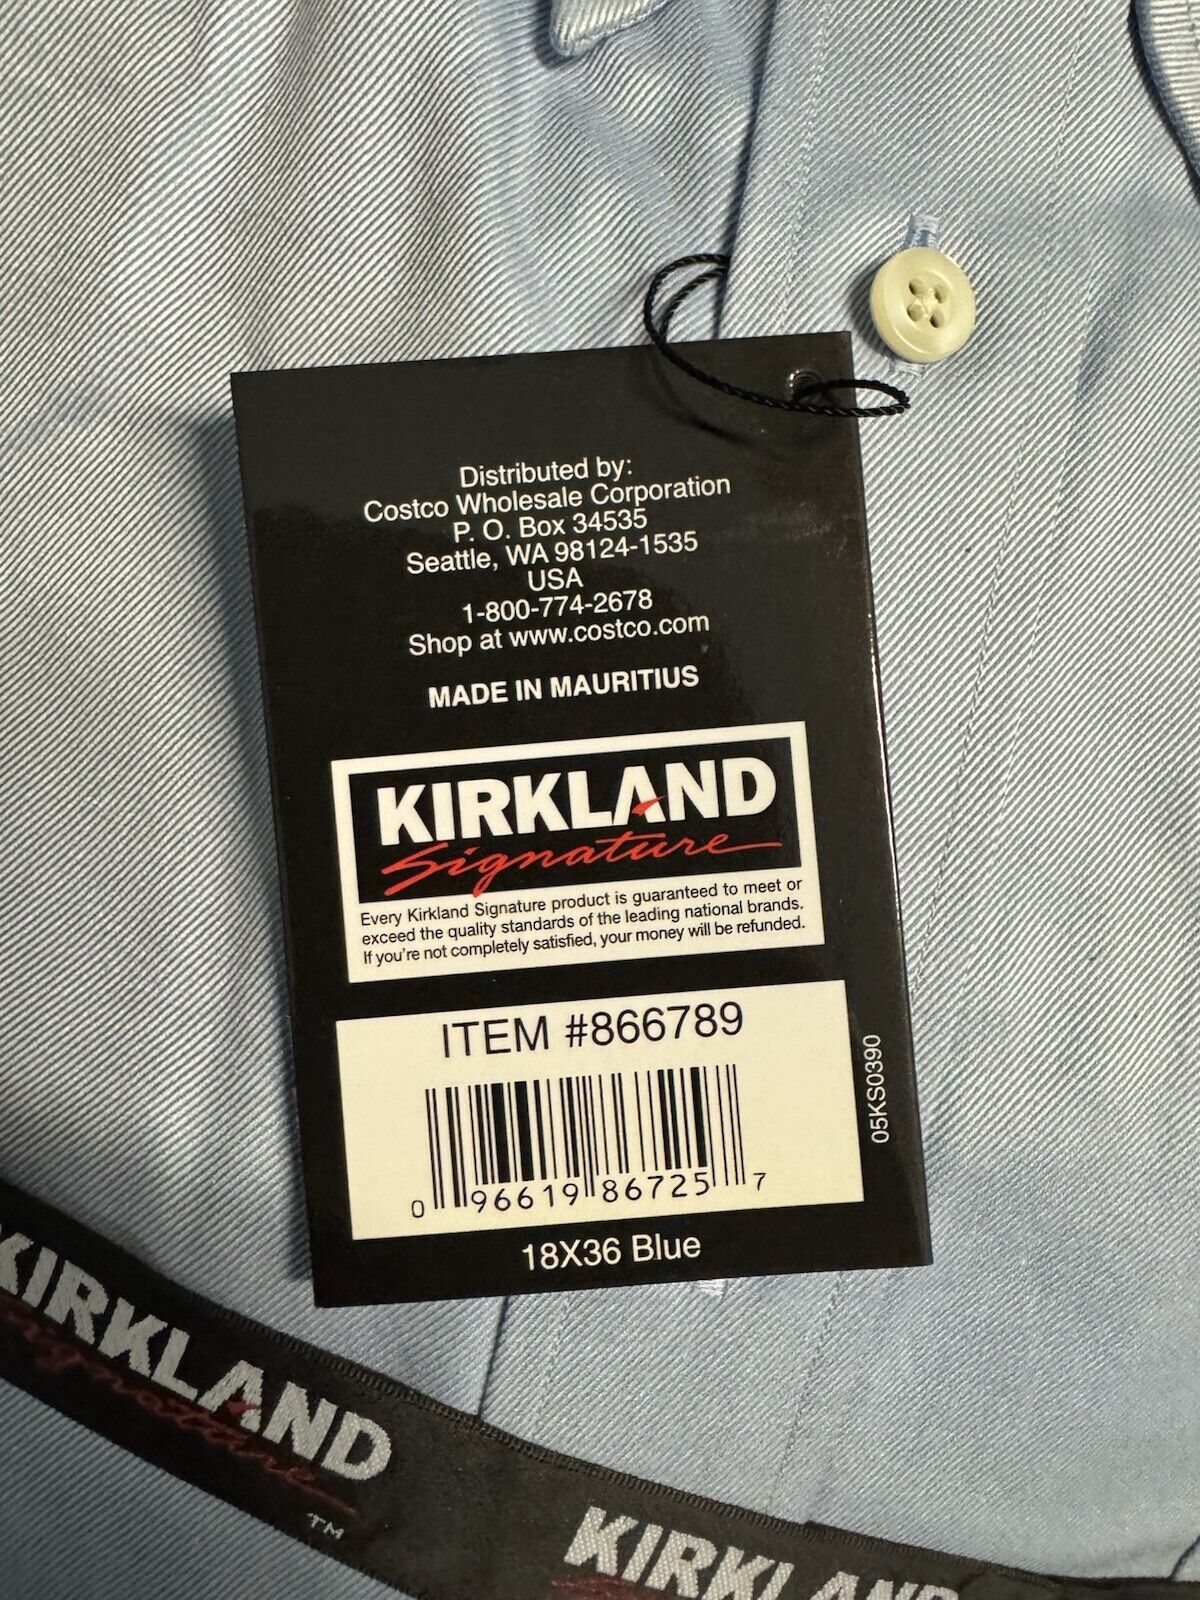 Distributed by:
Costco Wholesale Corporation
P. O. Box 34535
Seattle, WA 98124-1535
USA
1-800-774-2678
Shop at www.costco.com
MADE IN MAURITIUS
KIRKLAND
Signature
Every Kirkland Signature product is guaranteed to meet or
exceed the quality standards of the leading national brands.
If you're not completely satisfied, your money will be refunded.
ITEM #866789
0 96619 86725 7
05KS0390
18X36 Blue
KIRKLAND
Signature
TM
KIRKLAND